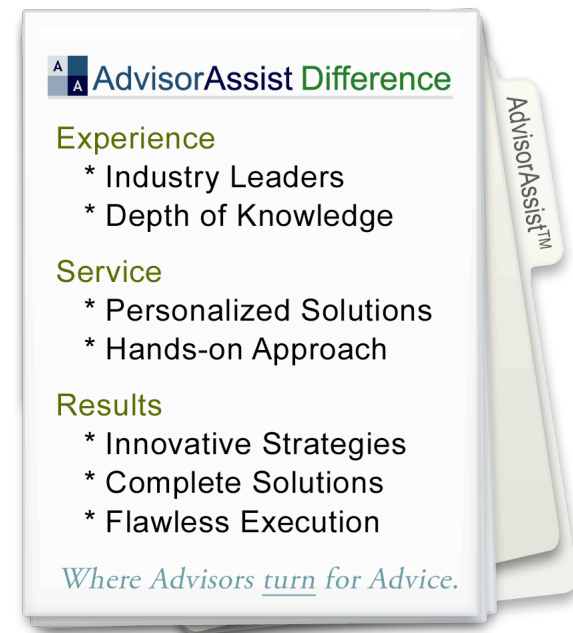 A
A
AdvisorAssist Difference
Experience
* Industry Leaders
* Depth of Knowledge
Service
* Personalized Solutions
* Hands-on Approach
Results
* Innovative Strategies
* Complete Solutions
* Flawless Execution
Where Advisors turn for Advice.
AdvisorAssist™